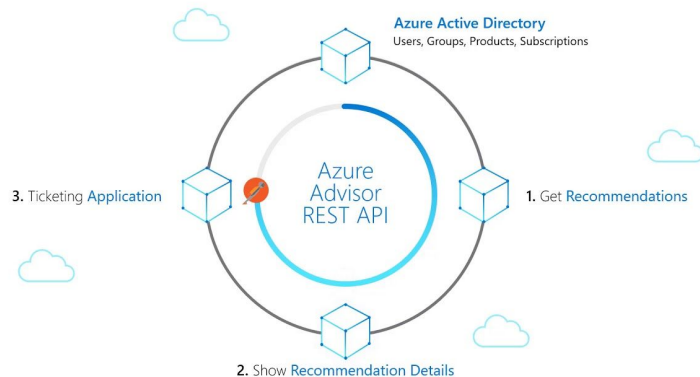 Azure Active Directory
Users, Groups, Products, Subscriptions
Azure
Advisor
REST API
3. Ticketing Application
1. Get Recommendations
2. Show Recommendation Details